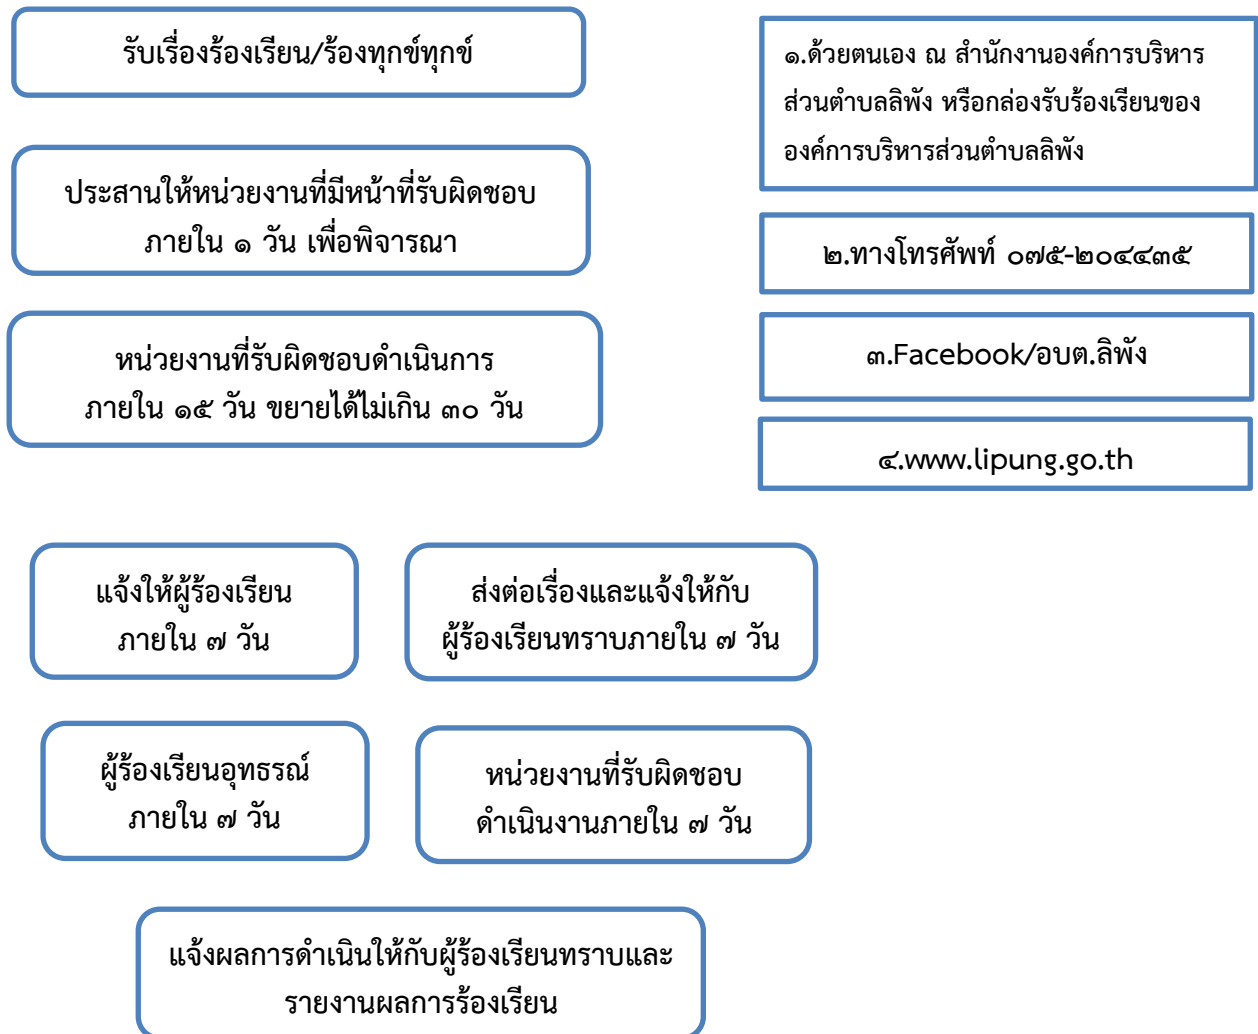 รับเรื่องร้องเรียน/ร้องทุกข์ทุกข์
ประสานให้หน่วยงานที่มีหน้าที่รับผิดชอบ
ภายใน ๑ วัน เพื่อพิจารณา
หน่วยงานที่รับผิดชอบดำเนินการ
ภายใน ๑๕ วัน ขยายได้ไม่เกิน ๓๐ วัน
๑.ด้วยตนเอง ณ สำนักงานองค์การบริหาร
ส่วนตำบลลิพัง หรือกล่องรับร้องเรียนของ
องค์การบริหารส่วนตำบลลิพัง
๒.ทางโทรศัพท์ ๐๗๕-๒๐๔๔๓๕
๓.Facebook/อบต.ลิพัง
๔.www.lipung.go.th
แจ้งให้ผู้ร้องเรียน
ภายใน ๗ วัน
ส่งต่อเรื่องและแจ้งให้กับ
ผู้ร้องเรียนทราบภายใน ๗ วัน
ผู้ร้องเรียนอุทธรณ์
ภายใน ๗ วัน
หน่วยงานที่รับผิดชอบ
ดำเนินงานภายใน ๗ วัน
แจ้งผลการดำเนินให้กับผู้ร้องเรียนทราบและ
รายงานผลการร้องเรียน